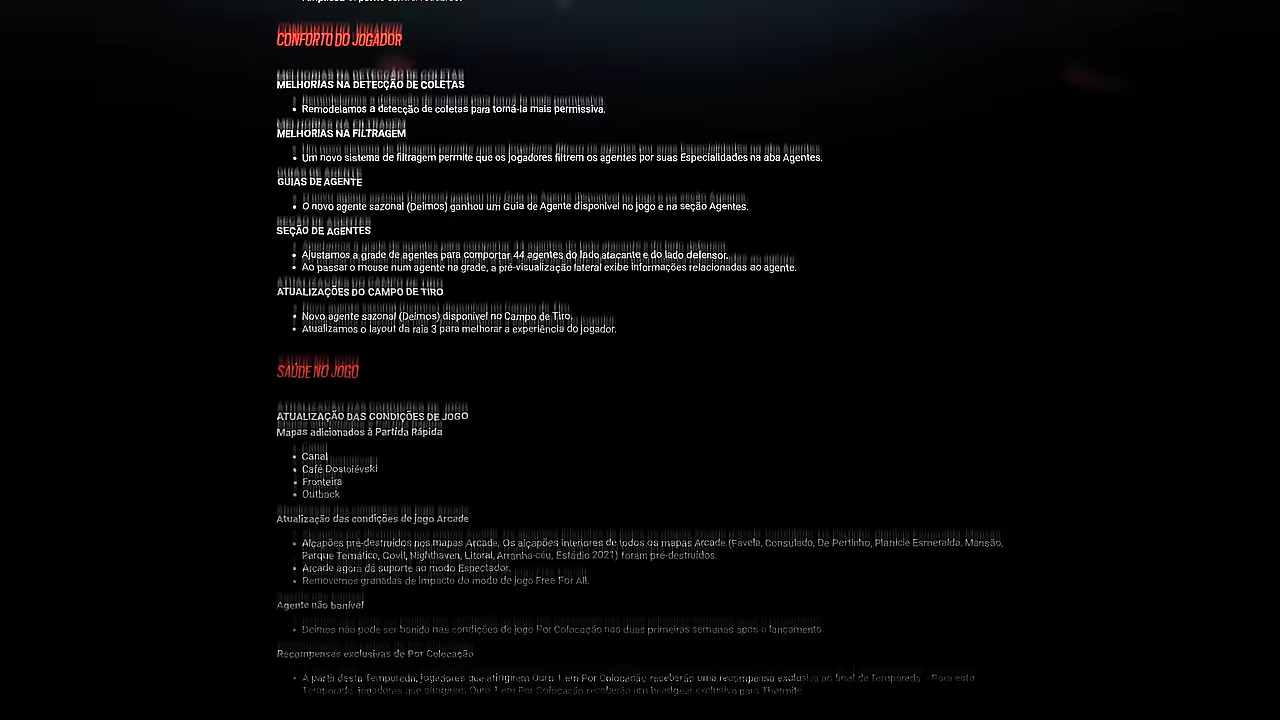 CONFORTO DO JOGADOR
MELHORIAS NA DETECÇÃO DE COLETAS
• Remodelamos a detecção de coletas para torná-la mais permissiva.
MELHORIAS NA FILTRAGEM
• Um novo sistema de filtragem permite que os jogadores filtrem os agentes por suas Especialidades na aba Agentes.
GUIAS DE AGENTE
• O novo agente sazonal (Deimos) ganhou um Guia de Agente disponível no jogo e na seção Agentes.
SEÇÃO DE AGENTES
• Ajustamos a grade de agentes para comportar 44 agentes do lado atacante e do lado defensor.
• Ao passar o mouse num agente na grade, a pré-visualização lateral exibe informações relacionadas ao agente.
ATUALIZAÇÕES DO CAMPO DE TIRO
• Novo agente sazonal (Deimos) disponível no Campo de Tiro.
• Atualizamos o layout da raia 3 para melhorar a experiência do jogador.
SAÚDE NO JOGO
ATUALIZAÇÃO DAS CONDIÇÕES DE JOGO
Mapas adicionados à Partida Rápida
• Canal
• Café Dostoiévski
• Fronteira
• Outback
Atualização das condições de jogo Arcade
• Alçapões pré-destruídos nos mapas Arcade. Os alçapões interiores de todos os mapas Arcade (Favela, Consulado, De Pertinho, Planície Esmeralda, Mansão,
Parque Temático, Covil, Nighthaven, Litoral, Arranha-céu, Estádio 2021) foram pré-destruídos.
• Arcade agora dá suporte ao modo Espectador.
• Removemos granadas de impacto do modo de jogo Free For All.
Agente não banível
• Deimos não pode ser banido nas condições de jogo Por Colocação nas duas primeiras semanas após o lançamento
Recompensas exclusivas de Por Colocação
• A partir desta Temporada, jogadores que atingirem Ouro 1 em Por Colocação receberão uma recompensa exclusiva ao final de Temporada - Para esta
Temporada, jogadores que atingirem Ouro 1 em Por Colocação receberão um headgear exclusivo para Thermite